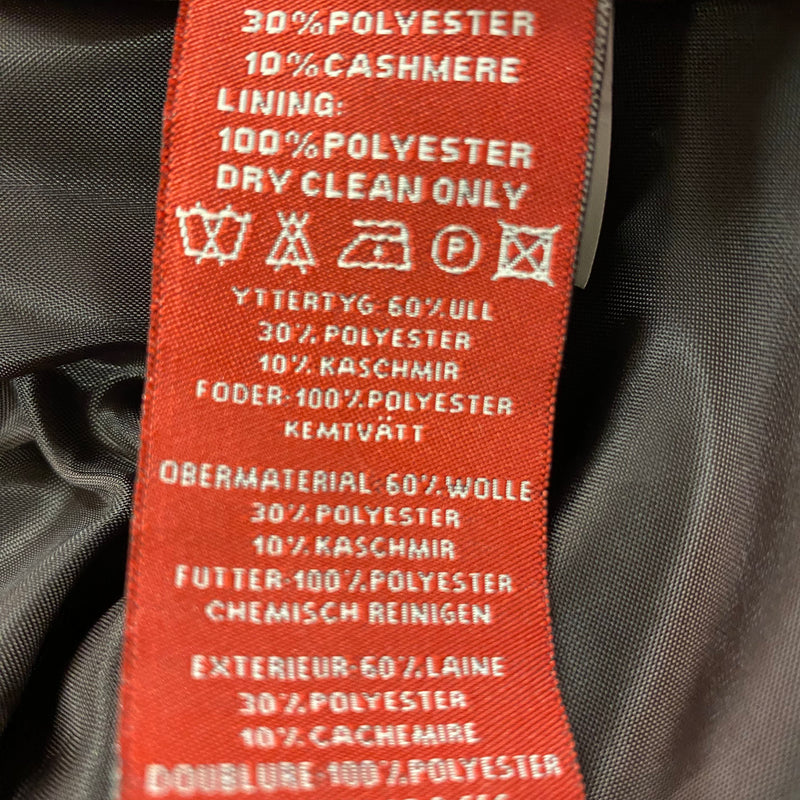 30%POLYESTER
10%CASHMERE
LINING:
100%POLYESTER
DRY CLEAN ONLY
P
YTTERTYG·60%ULL
30%POLYESTER
10%KASCHMIR
FODER·100%POLYESTER
KEMTVÄTT
OBERMATERIAL·60%WOLLE
30%POLYESTER
10%KASCHMIR
FUTTER·100%POLYESTER
CHEMISCH REINIGEN
EXTERIEUR·60%LAINE
30%POLYESTER
10%CACHEMIRE
DOUBLURE·100%POLYESTER